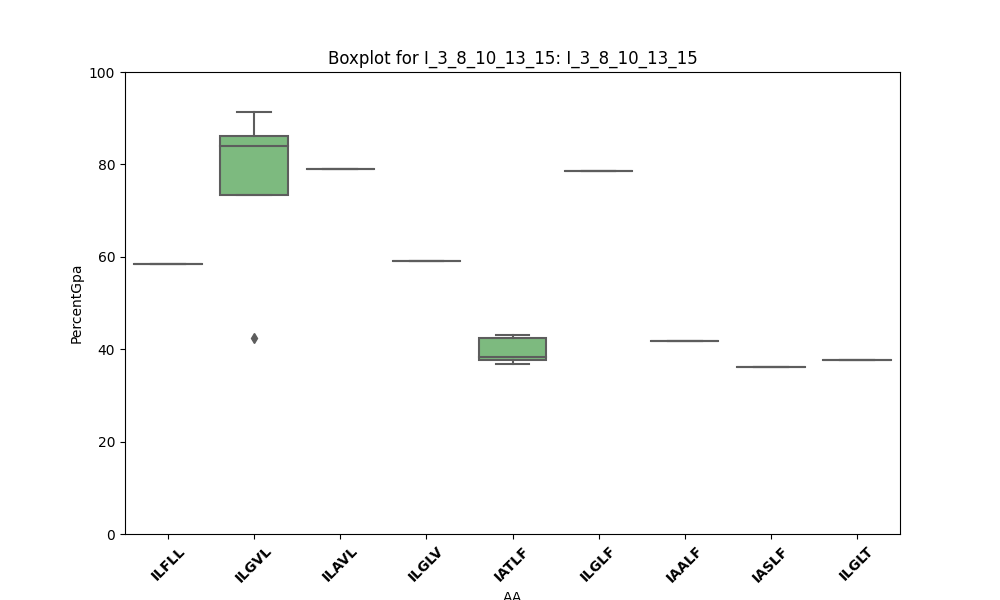 Boxplot for I_3_8_10_13_15: I_3_8_10_13_15
100
80
60
40
20
0
PercentGpa
ILFLL
ILGVL
ILAVL
ILGLV
IATLF
ILGLF
IAALF
IASLF
ILGLT
AA